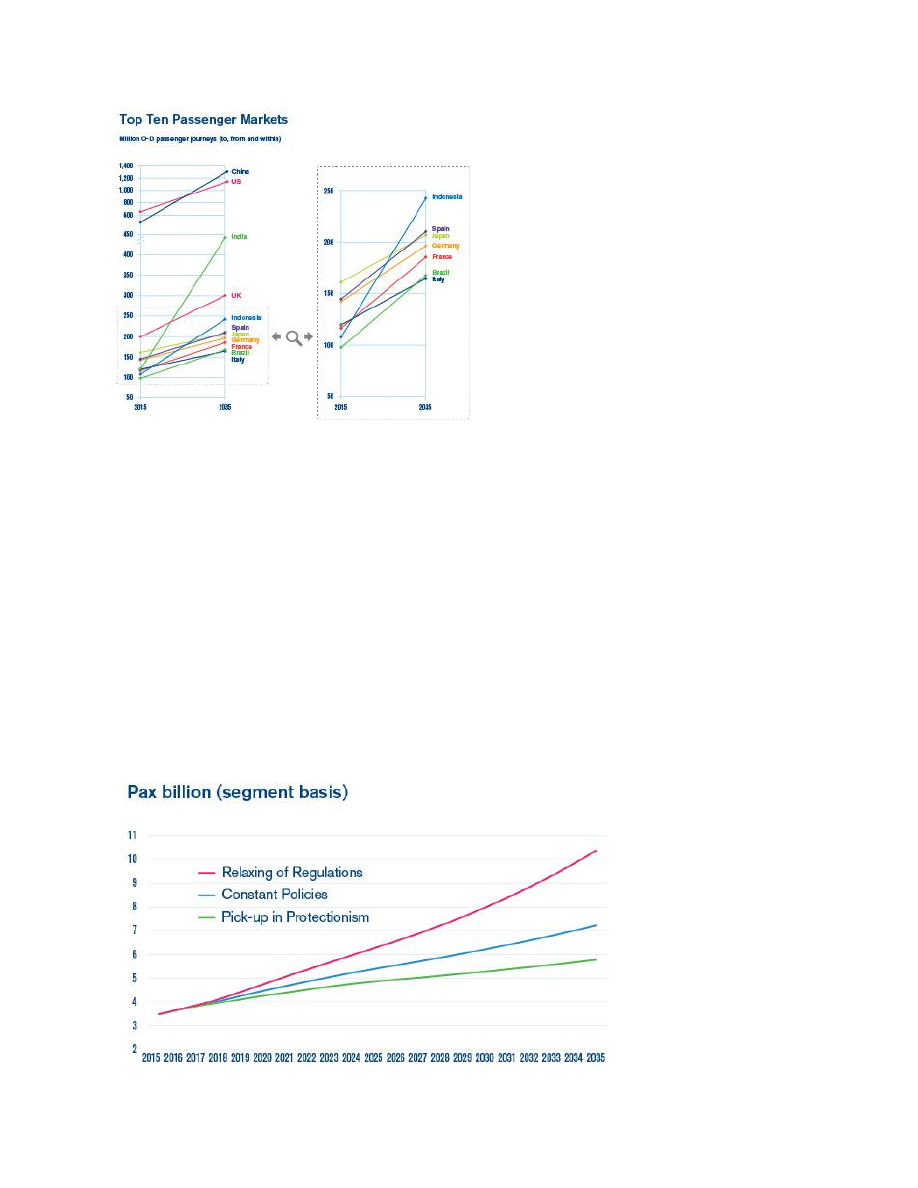 Top Ten Passenger Markets
Million O-D passenger journeys (to, from and within)
1,400
1,200
1,000
800
600
450
400
350
300
250
200
150
100
50
2015 2035
China
US
India
UK
Indonesia
Spain
Japan
Germany
France
Brazil
Italy
250
200
150
100
50
2015 2035
Indonesia
Spain
Japan
Germany
France
Brazil
Italy
Pax billion (segment basis)
11
10
9
8
7
6
5
4
3
2
Relaxing of Regulations
Constant Policies
Pick-up in Protectionism
2015 2016 2017 2018 2019 2020 2021 2022 2023 2024 2025 2026 2027 2028 2029 2030 2031 2032 2033 2034 2035